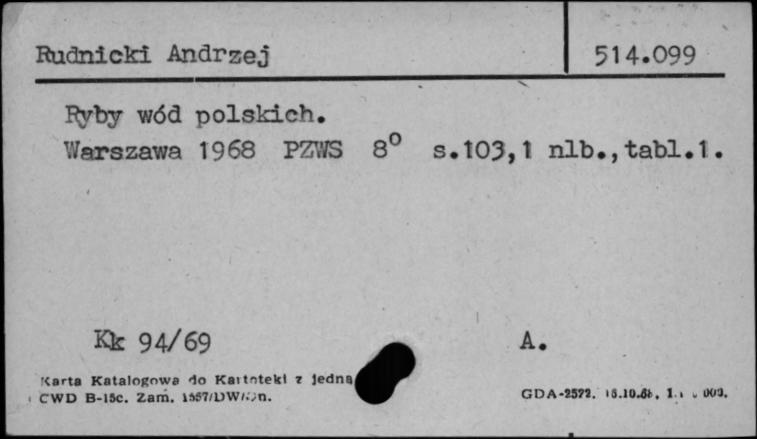 Rudnicki Andrzej 514.099
Ryby wód polskich.
Warszawa 1968 PZWS 8° s.103,1 nlb.,tabl.1.
Kk 94/69 A.
Karta Katalogowa do Kartoteki z jedną
CWD B-15c. Zam.
GDA-2572.